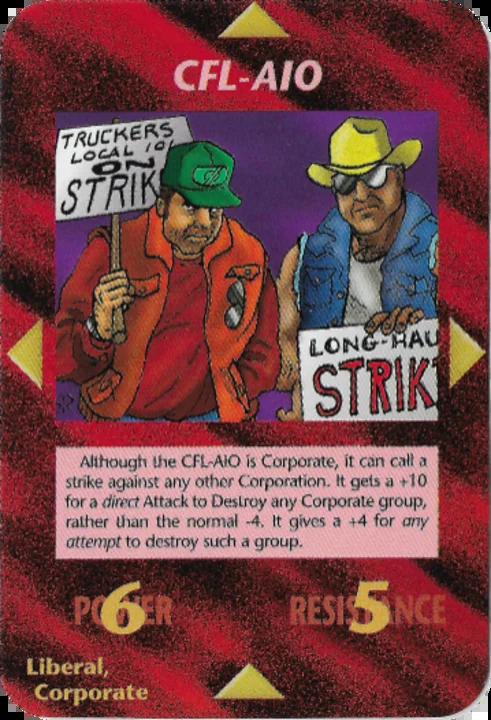 CFL-AIO
TRUCKERS
LOCAL 101
ON
STRIK
LONG-HAU
STRIK
Although the CFL-AIO is Corporate, it can call a
strike against any other Corporation. It gets a +10
for a direct Attack to Destroy any Corporate group,
rather than the normal -4. It gives a +4 for any
attempt to destroy such a group.
POWER 6
RESISTANCE 5
Liberal,
Corporate